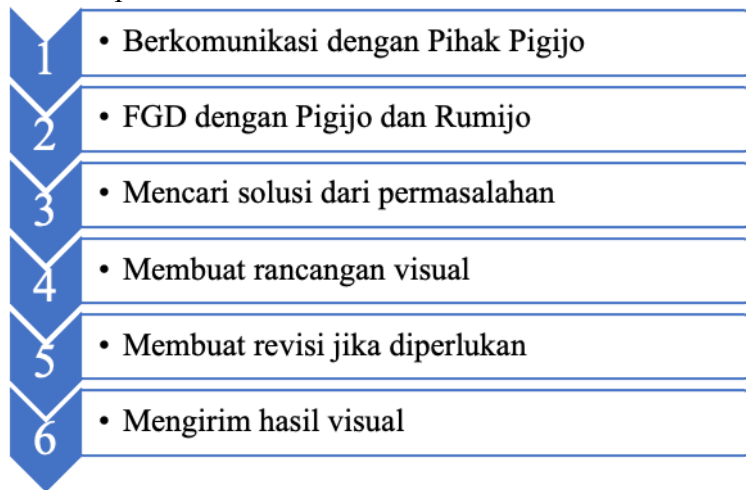 1
• Berkomunikasi dengan Pihak Pigijo
2
• FGD dengan Pigijo dan Rumijo
3
• Mencari solusi dari permasalahan
4
• Membuat rancangan visual
5
• Membuat revisi jika diperlukan
6
• Mengirim hasil visual